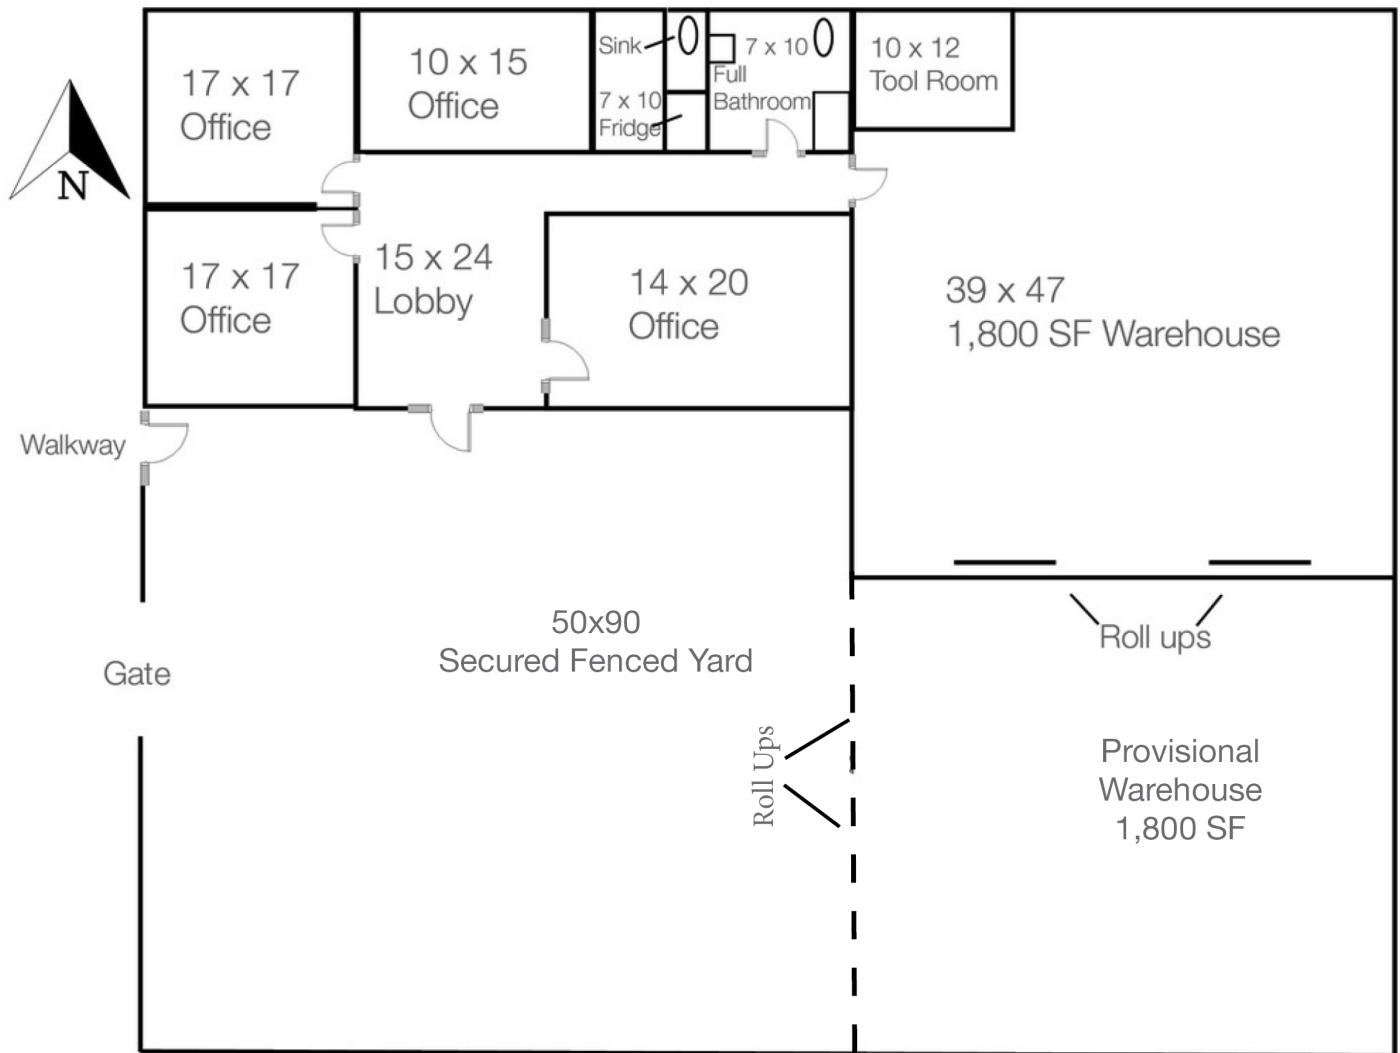 17 x 17
Office
10 x 15
Office
Sink
7 x 10
Fridge
7 x 10
Full
Bathroom
10 x 12
Tool Room
N
17 x 17
Office
15 x 24
Lobby
14 x 20
Office
39 x 47
1,800 SF Warehouse
Walkway
Gate
50x90
Secured Fenced Yard
Roll ups
Roll Ups
Provisional
Warehouse
1,800 SF